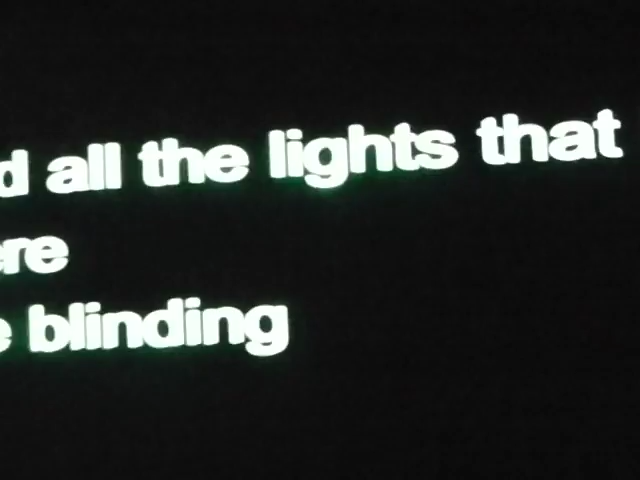 d all the lights that
ere
e blinding